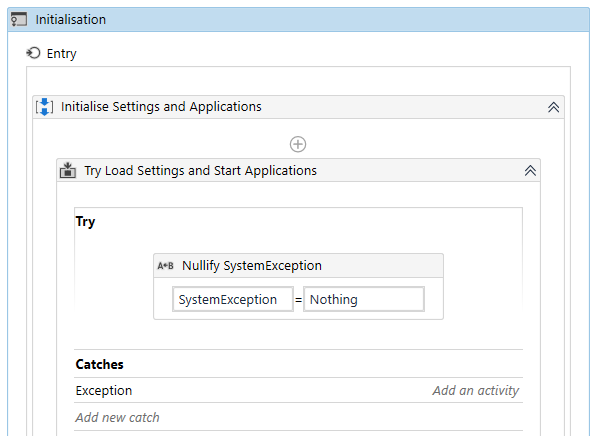 Initialisation
Entry
Initialise Settings and Applications
Try Load Settings and Start Applications
Try
A+B Nullify SystemException
SystemException = Nothing
Catches
Exception Add an activity
Add new catch